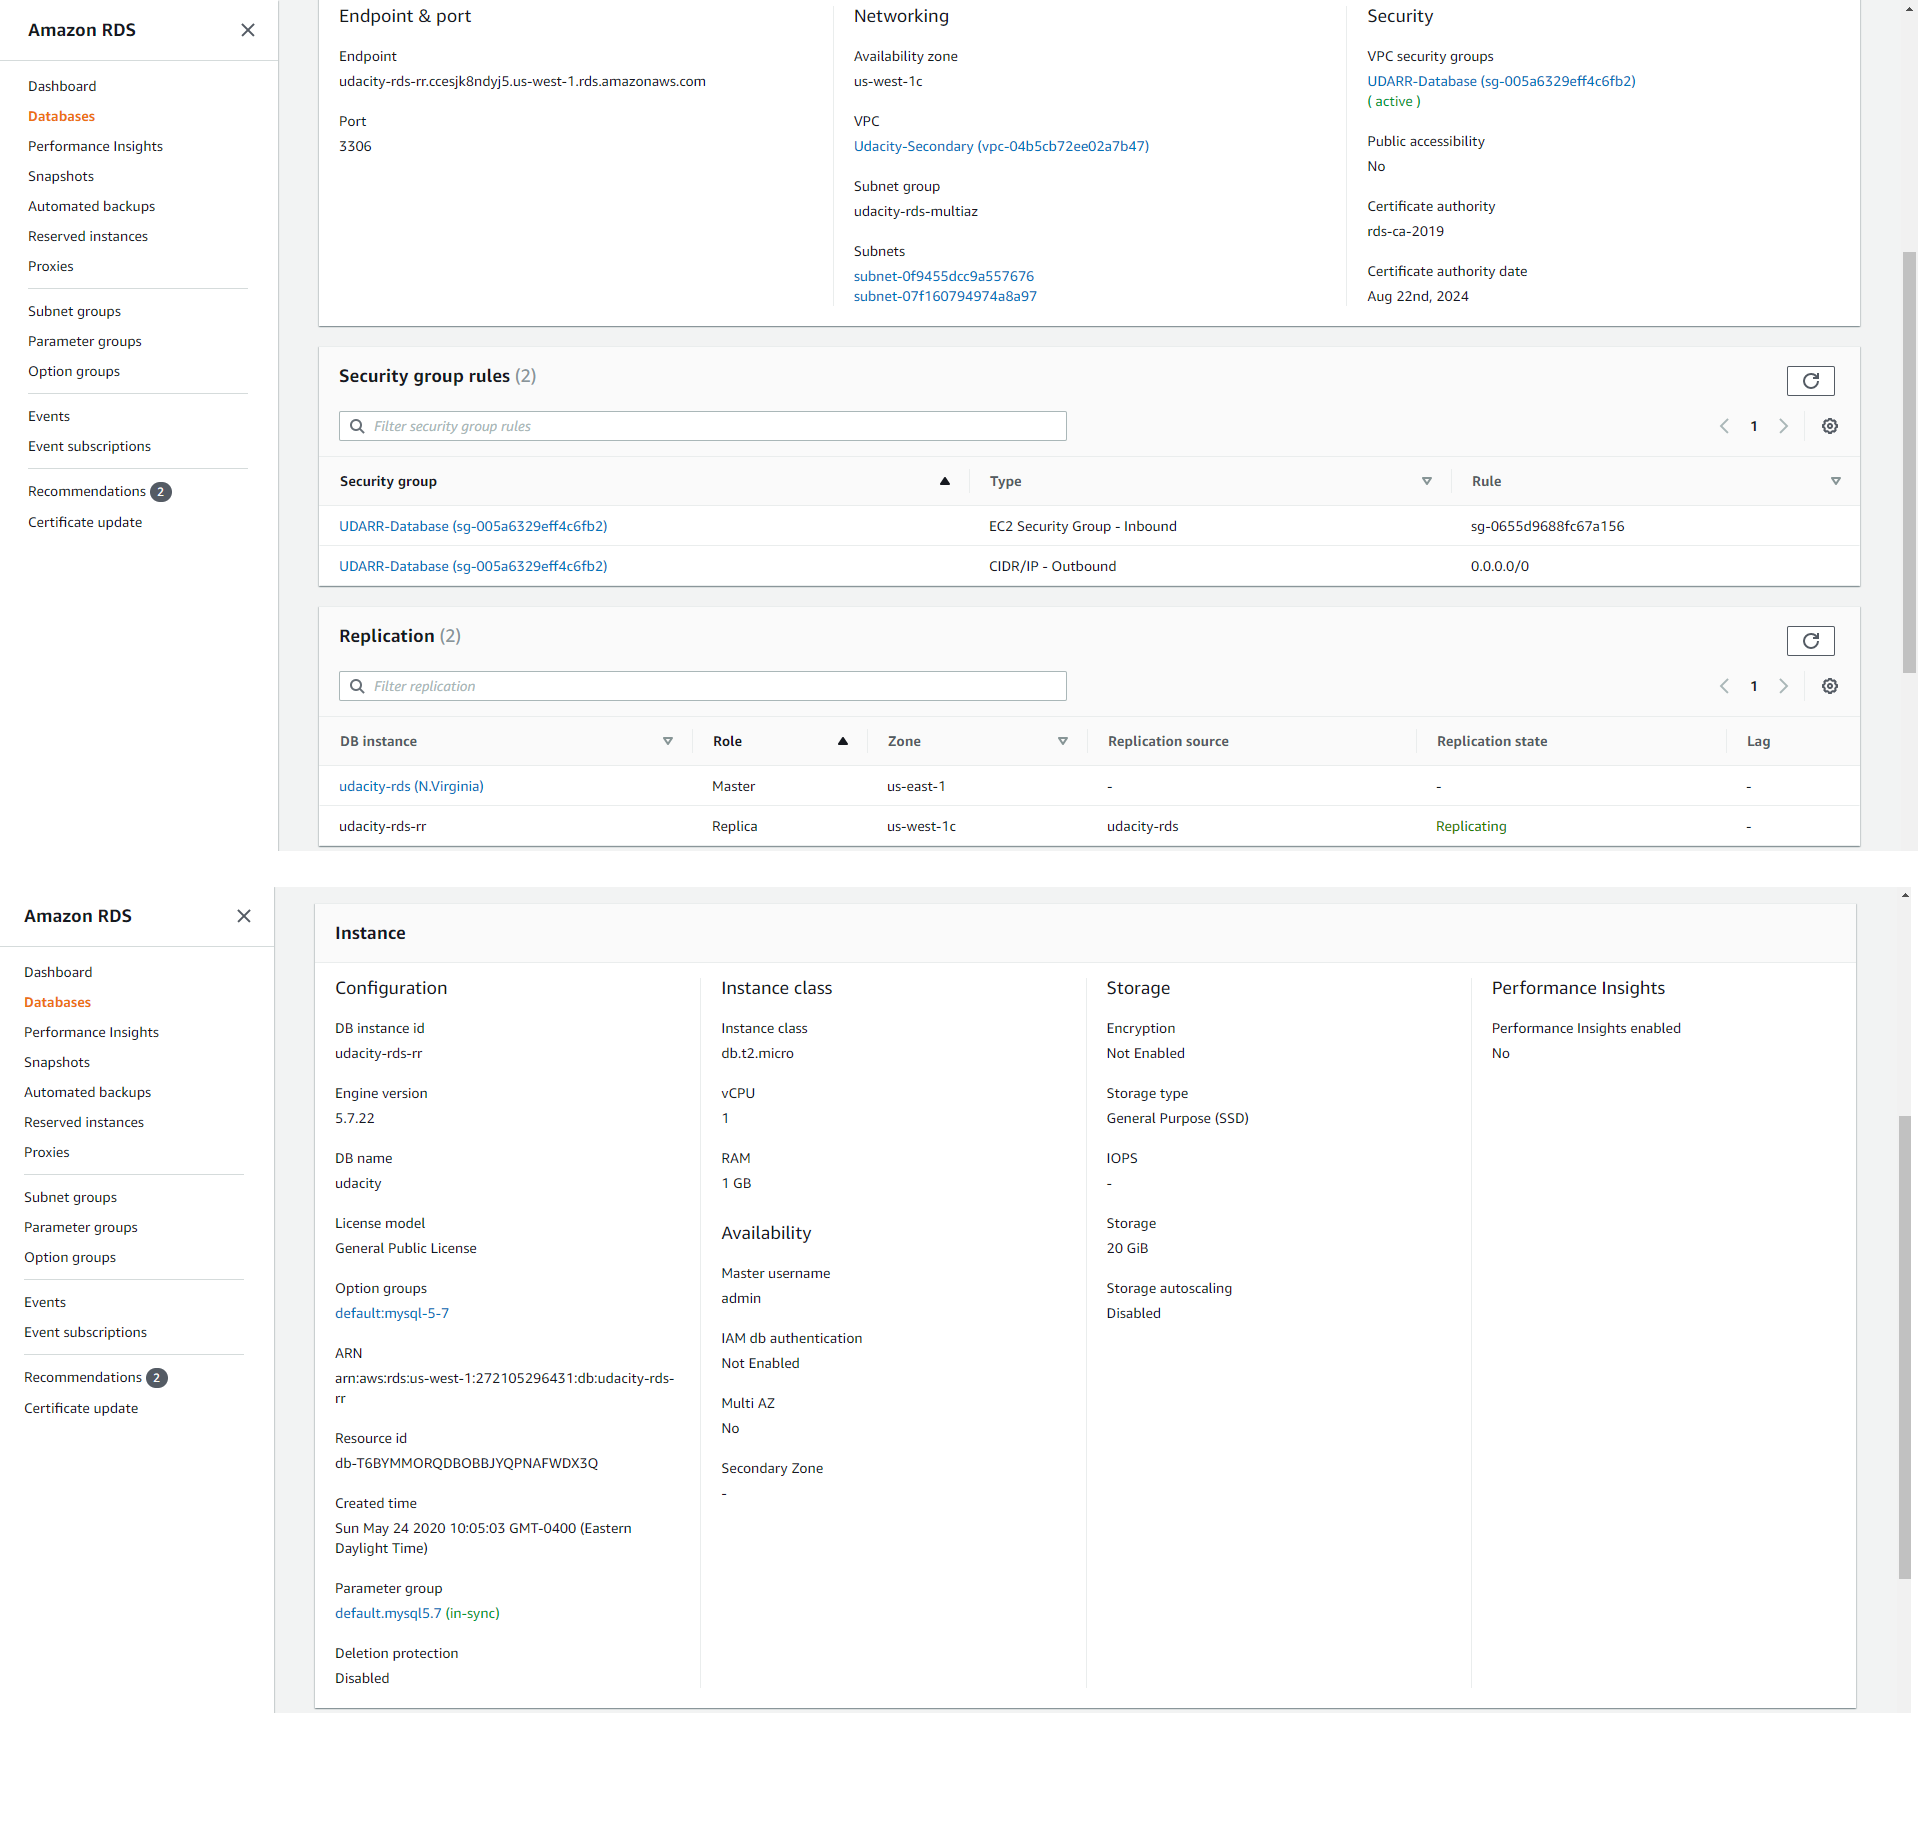 Amazon RDS
Dashboard
Databases
Performance Insights
Snapshots
Automated backups
Reserved instances
Proxies
Subnet groups
Parameter groups
Option groups
Events
Event subscriptions
Recommendations 2
Certificate update
Endpoint & port
Endpoint
udacity-rds-rr.ccesjk8ndyj5.us-west-1.rds.amazonaws.com
Port
3306
Networking
Availability zone
us-west-1c
VPC
Udacity-Secondary (vpc-04b5cb72ee02a7b47)
Subnet group
udacity-rds-multiaz
Subnets
subnet-0f9455dcc9a557676
subnet-07f160794974a8a97
Security
VPC security groups
UDARR-Database (sg-005a6329eff4c6fb2)
( active )
Public accessibility
No
Certificate authority
rds-ca-2019
Certificate authority date
Aug 22nd, 2024
Security group rules (2)
Filter security group rules
1
Security group Type Rule
UDARR-Database (sg-005a6329eff4c6fb2) EC2 Security Group - Inbound sg-0655d9688fc67a156
UDARR-Database (sg-005a6329eff4c6fb2) CIDR/IP - Outbound 0.0.0.0/0
Replication (2)
Filter replication
1
DB instance Role Zone Replication source Replication state Lag
udacity-rds (N.Virginia) Master us-east-1 - - -
udacity-rds-rr Replica us-west-1c udacity-rds Replicating -
Amazon RDS
Dashboard
Databases
Performance Insights
Snapshots
Automated backups
Reserved instances
Proxies
Subnet groups
Parameter groups
Option groups
Events
Event subscriptions
Recommendations 2
Certificate update
Instance
Configuration
DB instance id
udacity-rds-rr
Engine version
5.7.22
DB name
udacity
License model
General Public License
Option groups
default:mysql-5-7
ARN
arn:aws:rds:us-west-1:272105296431:db:udacity-rds-
rr
Resource id
db-T6BYMMORQDBOBBJYQPNAFWDX3Q
Created time
Sun May 24 2020 10:05:03 GMT-0400 (Eastern
Daylight Time)
Parameter group
default.mysql5.7 (in-sync)
Deletion protection
Disabled
Instance class
Instance class
db.t2.micro
vCPU
1
RAM
1 GB
Availability
Master username
admin
IAM db authentication
Not Enabled
Multi AZ
No
Secondary Zone
-
Storage
Encryption
Not Enabled
Storage type
General Purpose (SSD)
IOPS
-
Storage
20 GiB
Storage autoscaling
Disabled
Performance Insights
Performance Insights enabled
No